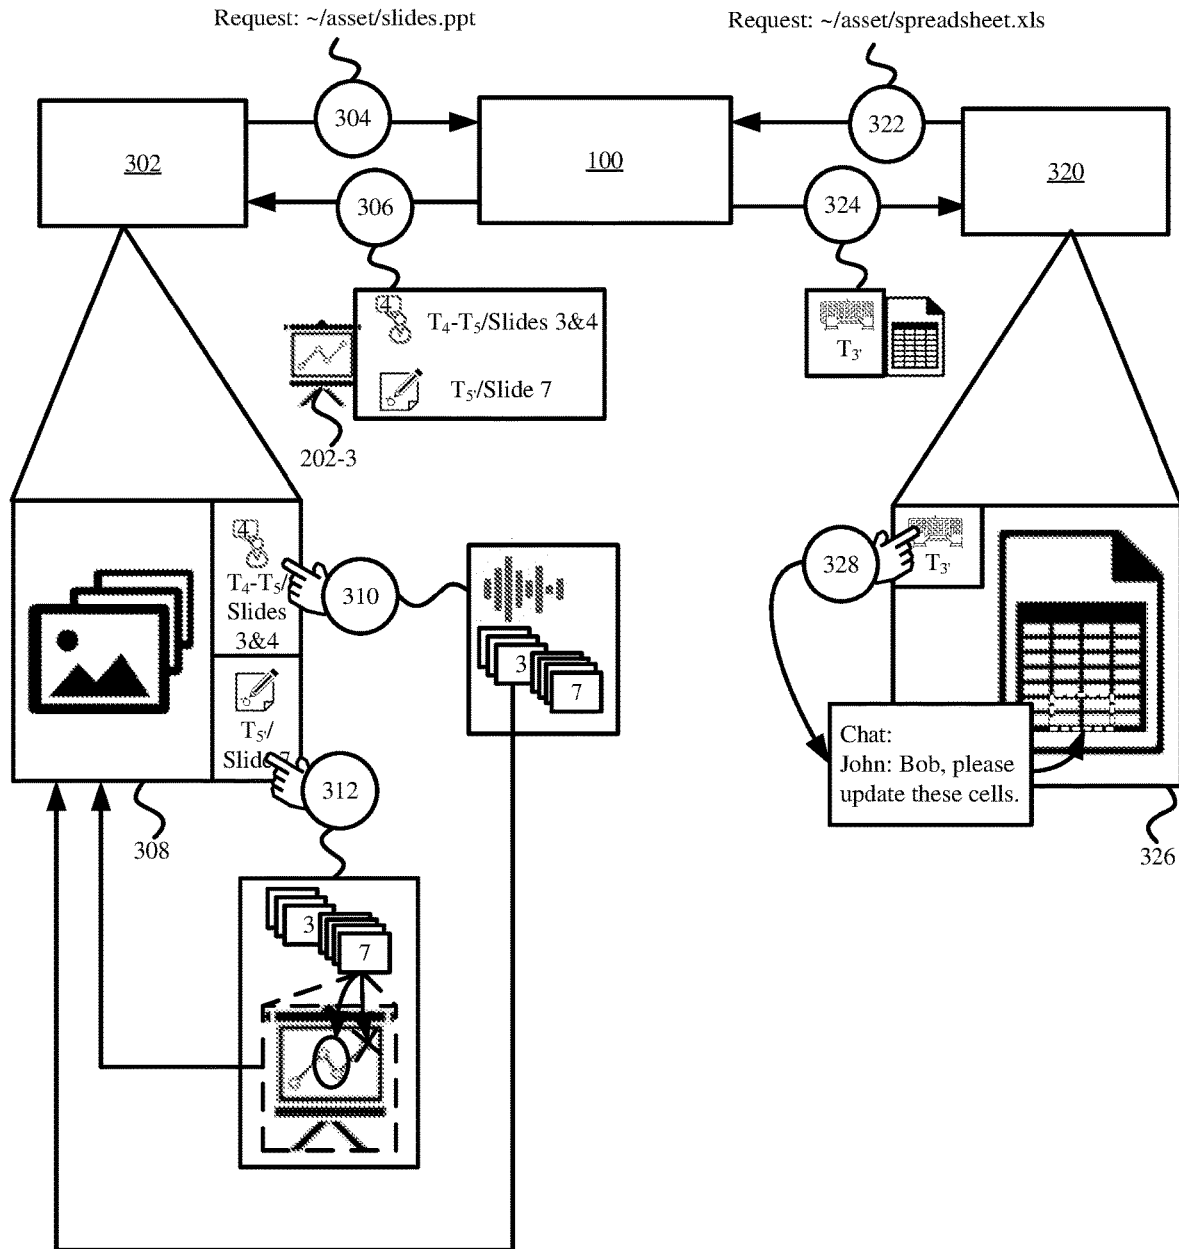 Request: ~/asset/slides.ppt
Request: ~/asset/spreadsheet.xls
304
322
302
100
320
306
324
4
T4-T5/Slides 3&4
T5'/Slide 7
T3'
202-3
4
T4-T5/
Slides
3&4
310
3
7
328
T3'
T5'/
Slide 7
312
Chat:
John: Bob, please
update these cells.
308
326
3
7